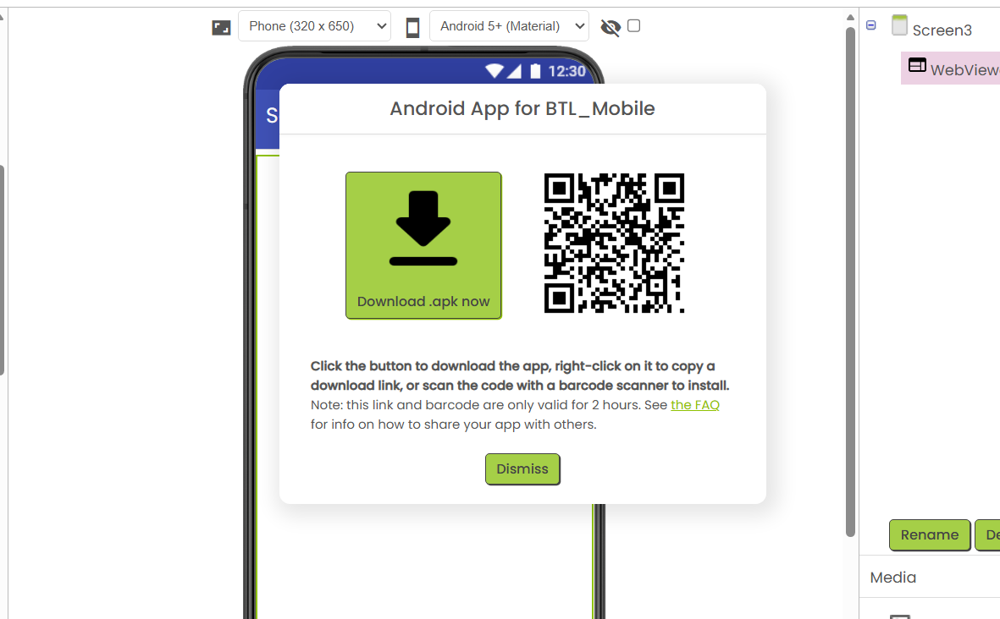 Phone (320 x 650)
Android 5+ (Material)
Screen3
WebView
12:30
S
Android App for BTL_Mobile
Download .apk now
Click the button to download the app, right-click on it to copy a
download link, or scan the code with a barcode scanner to install.
Note: this link and barcode are only valid for 2 hours. See the FAQ
for info on how to share your app with others.
Dismiss
Rename
De
Media